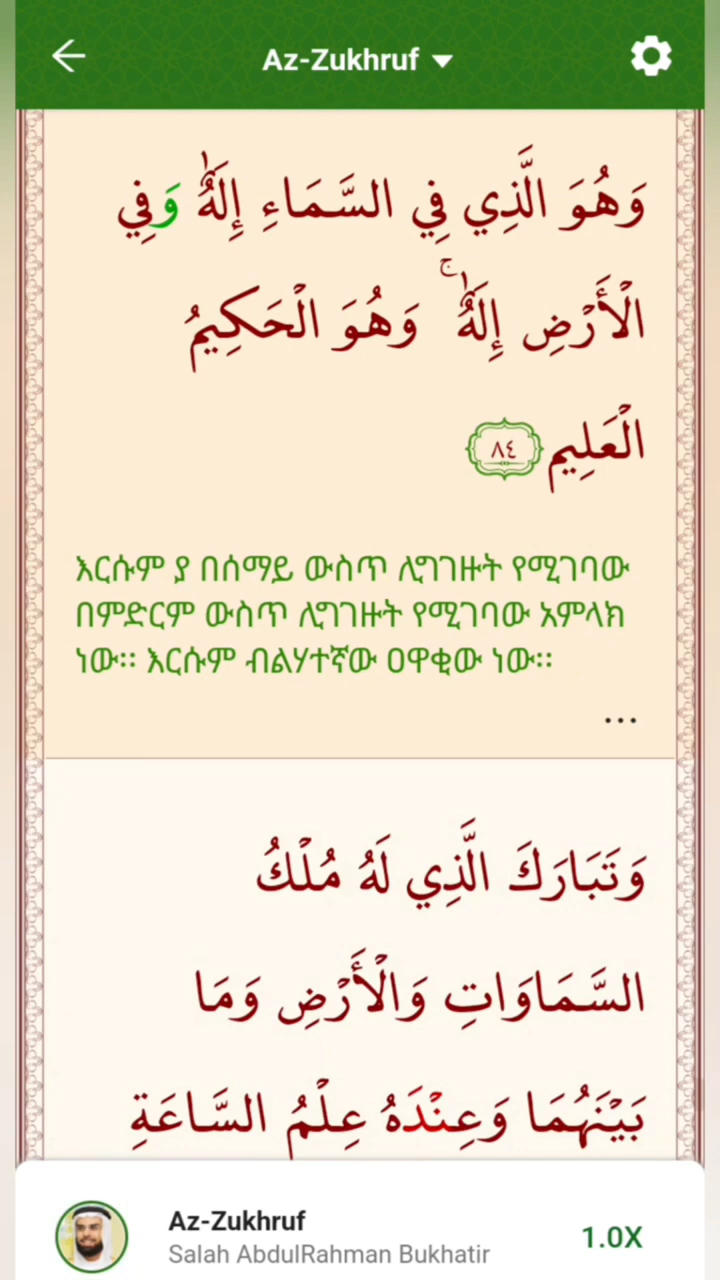 Az-Zukhruf
وَهُوَ الَّذِي فِي السَّمَاءِ إِلَٰهٌ وَفِي
الْأَرْضِ إِلَٰهٌ ۚ وَهُوَ الْحَكِيمُ
الْعَلِيم ٨٤
እርሱም ያ በሰማይ ውስጥ ሊግገዙት የሚገባው
በምድርም ውስጥ ሊግገዙት የሚገባው አምላክ
ነው፡፡ እርሱም ብልሃተኛው ዐዋቂው ነው፡፡
...
وَتَبَارَكَ الَّذِي لَهُ مُلْكُ
السَّمَاوَاتِ وَالْأَرْضِ وَمَا
بَيْنَهُمَا وَعِنْدَهُ عِلْمُ السَّاعَةِ
Az-Zukhruf
Salah AbdulRahman Bukhatir
1.0X